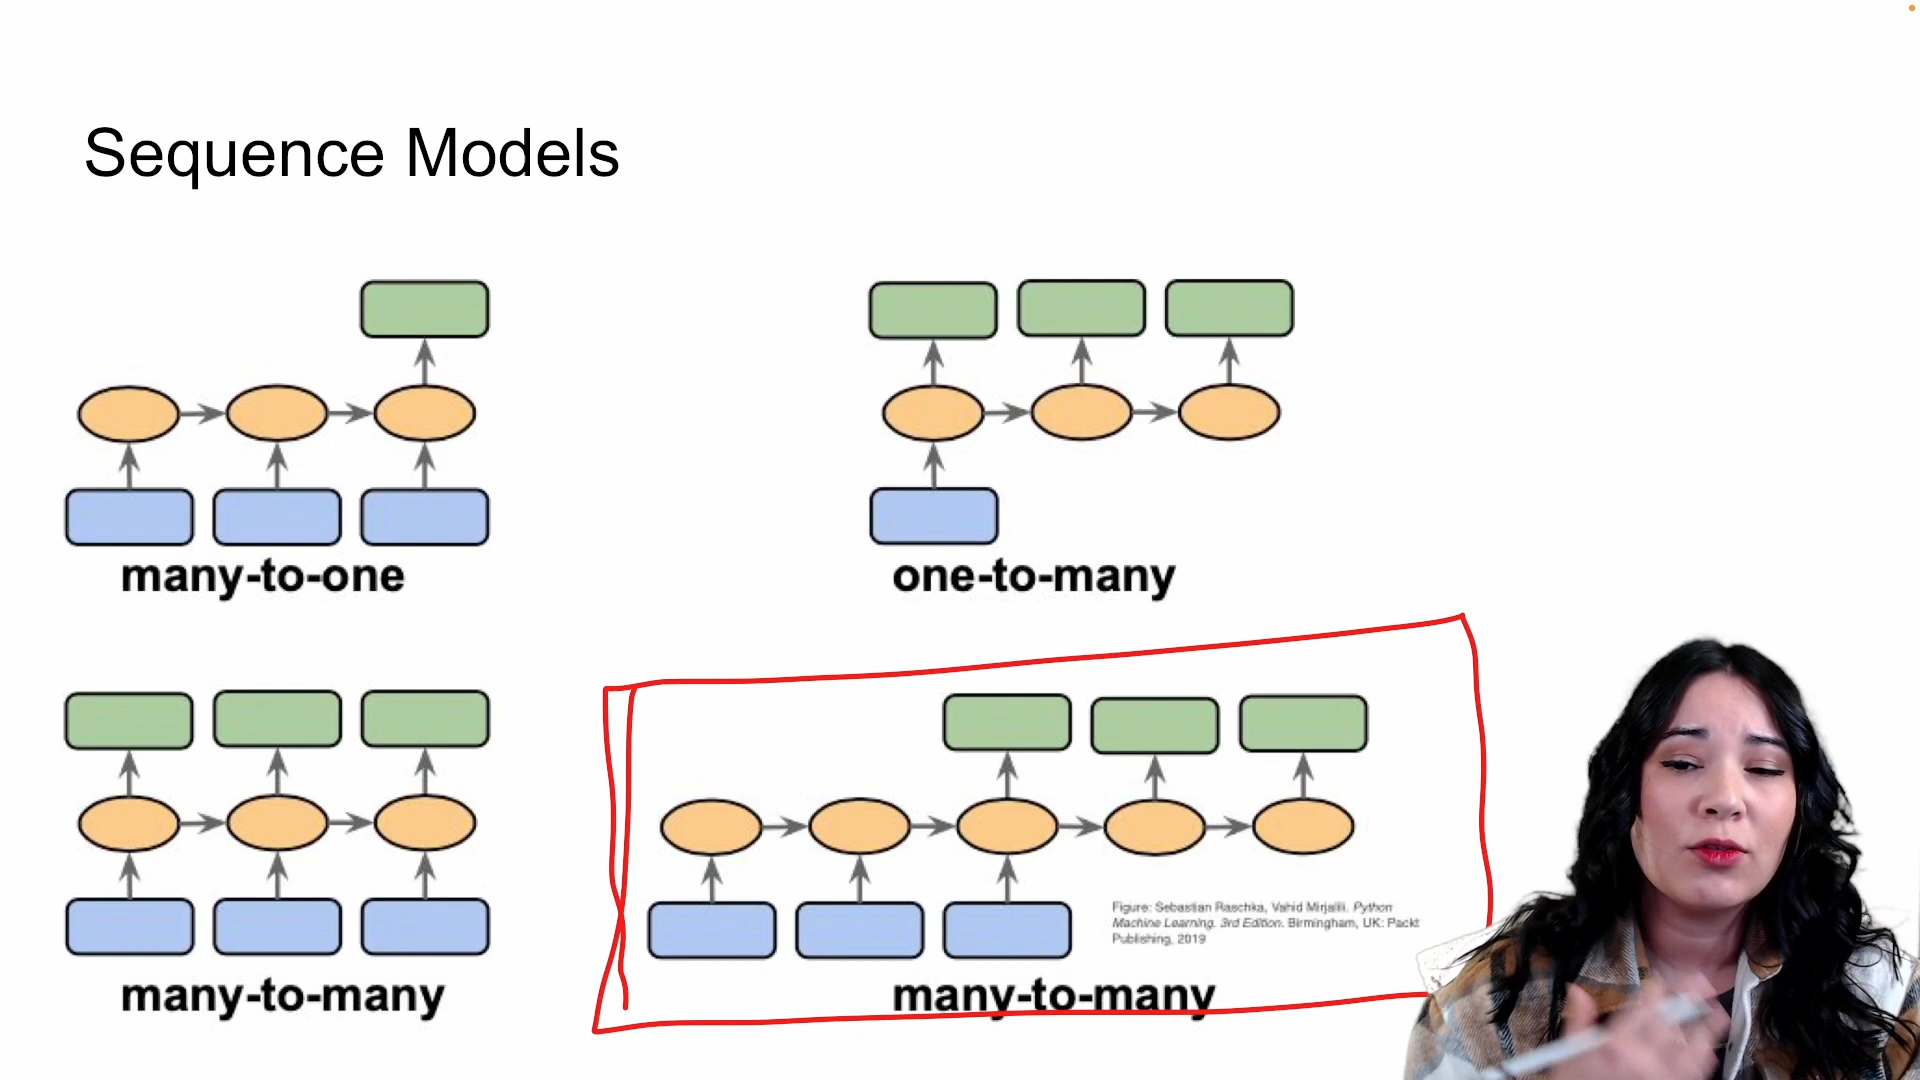 Sequence Models
many-to-one
one-to-many
many-to-many
Figure: Sebastian Raschka, Vahid Mirjalili. Python
Machine Learning. 3rd Edition. Birmingham, UK: Packt
Publishing, 2019
many-to-many